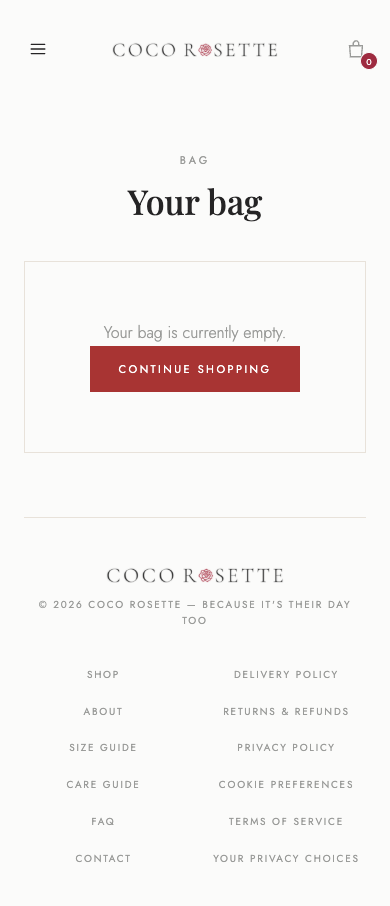 COCO ROSETTE
0
BAG
Your bag
Your bag is currently empty.
CONTINUE SHOPPING
COCO ROSETTE
© 2026 COCO ROSETTE — BECAUSE IT'S THEIR DAY
TOO
SHOP
DELIVERY POLICY
ABOUT
RETURNS & REFUNDS
SIZE GUIDE
PRIVACY POLICY
CARE GUIDE
COOKIE PREFERENCES
FAQ
TERMS OF SERVICE
CONTACT
YOUR PRIVACY CHOICES